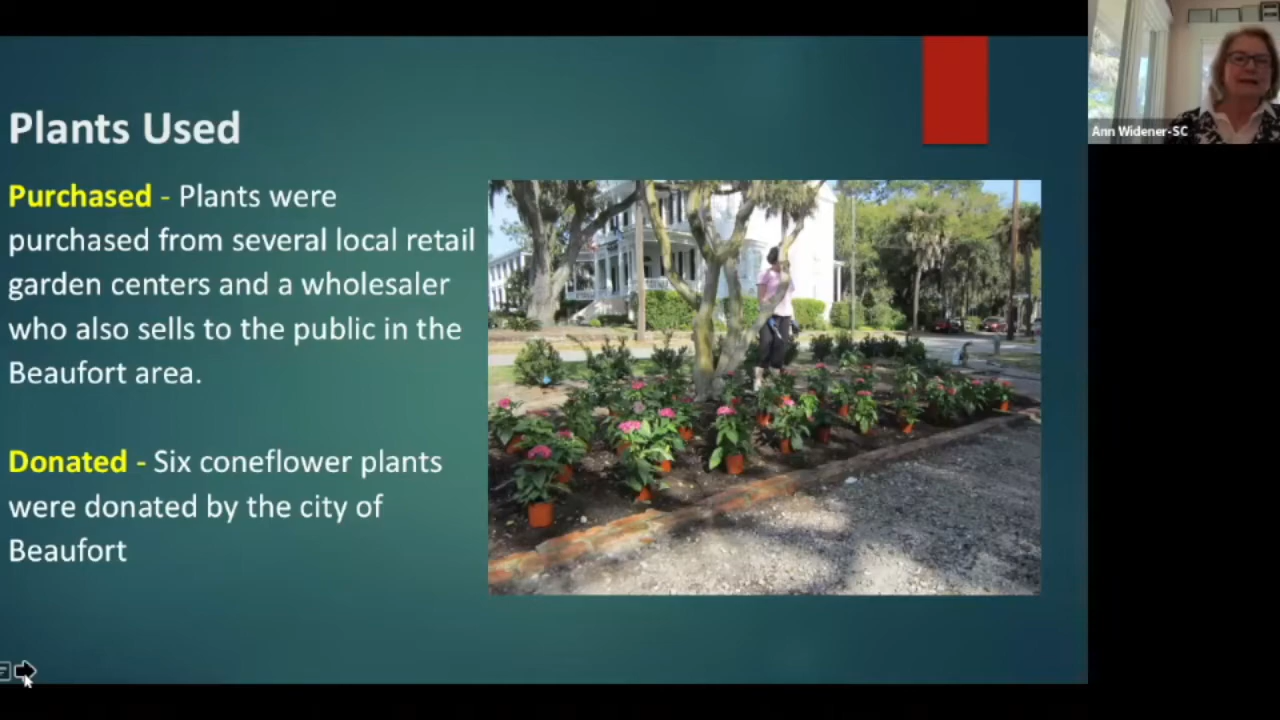 Plants Used
Purchased - Plants were
purchased from several local retail
garden centers and a wholesaler
who also sells to the public in the
Beaufort area.
Donated - Six coneflower plants
were donated by the city of
Beaufort
Ann Widener-SC